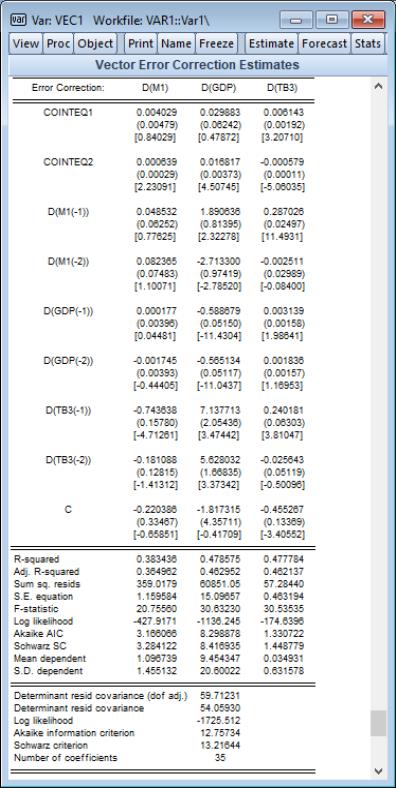 var Var: VEC1 Workfile: VAR1::Var1\
View Proc Object Print Name Freeze Estimate Forecast Stats
Vector Error Correction Estimates
Error Correction: D(M1) D(GDP) D(TB3)
COINTEQ1 0.004029 0.029883 0.006143
(0.00479) (0.06242) (0.00192)
[0.84029] [0.47872] [3.20710]
COINTEQ2 0.000639 0.016817 -0.000579
(0.00029) (0.00373) (0.00011)
[2.23091] [4.50745] [-5.06035]
D(M1(-1)) 0.048532 1.890636 0.287026
(0.06252) (0.81395) (0.02497)
[0.77625] [2.32278] [11.4931]
D(M1(-2)) 0.082365 -2.713300 -0.002511
(0.07483) (0.97419) (0.02989)
[1.10071] [-2.78520] [-0.08400]
D(GDP(-1)) 0.000177 -0.588679 0.003139
(0.00396) (0.05150) (0.00158)
[0.04481] [-11.4304] [1.98641]
D(GDP(-2)) -0.001745 -0.565134 0.001836
(0.00393) (0.05117) (0.00157)
[-0.44405] [-11.0437] [1.16953]
D(TB3(-1)) -0.743638 7.137713 0.240181
(0.15780) (2.05436) (0.06303)
[-4.71261] [3.47442] [3.81047]
D(TB3(-2)) -0.181088 5.628032 -0.025643
(0.12815) (1.66835) (0.05119)
[-1.41312] [3.37342] [-0.50096]
C -0.220386 -1.817315 -0.455267
(0.33467) (4.35711) (0.13369)
[-0.65851] [-0.41709] [-3.40552]
R-squared 0.383436 0.478575 0.477784
Adj. R-squared 0.364962 0.462952 0.462137
Sum sq. resids 359.0179 60851.05 57.28440
S.E. equation 1.159584 15.09657 0.463194
F-statistic 20.75560 30.63230 30.53535
Log likelihood -427.9171 -1136.245 -174.6396
Akaike AIC 3.166066 8.298878 1.330722
Schwarz SC 3.284122 8.416935 1.448779
Mean dependent 1.096739 9.454347 0.034931
S.D. dependent 1.455132 20.60022 0.631578
Determinant resid covariance (dof adj.) 59.71231
Determinant resid covariance 54.05930
Log likelihood -1725.512
Akaike information criterion 12.75734
Schwarz criterion 13.21644
Number of coefficients 35